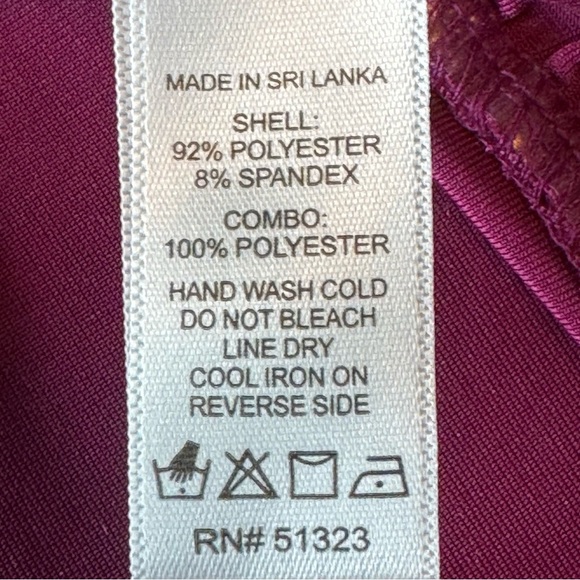 MADE IN SRI LANKA
SHELL:
92% POLYESTER
8% SPANDEX
COMBO:
100% POLYESTER
HAND WASH COLD
DO NOT BLEACH
LINE DRY
COOL IRON ON
REVERSE SIDE
RN# 51323